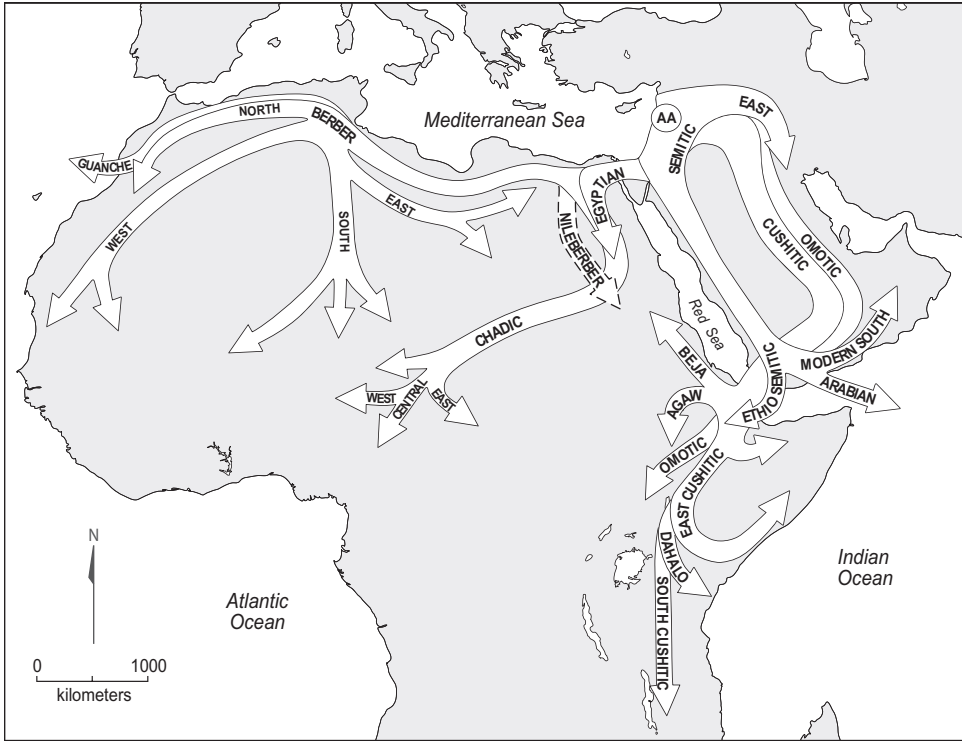 Mediterranean Sea
AA
EAST
SEMITIC
NORTH
BERBER
GUANCHE
WEST
SOUTH
EAST
EGYPTIAN
NILEBERBER
CHADIC
WEST
CENTRAL
EAST
CUSHITIC
OMOTIC
Red Sea
MODERN SOUTH
ARABIAN
ETHIO SEMITIC
BEJA
AGAW
OMOTIC
EAST CUSHITIC
DAHALO
SOUTH CUSHITIC
Indian
Ocean
Atlantic
Ocean
N
0 1000
kilometers